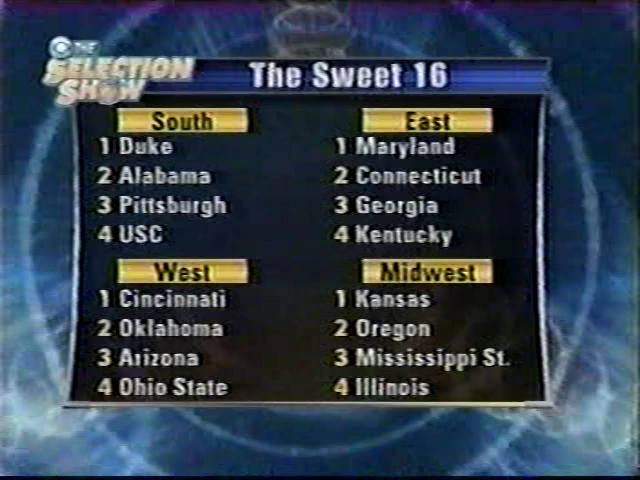 THE
SELECTION
SHOW
The Sweet 16
South
1 Duke
2 Alabama
3 Pittsburgh
4 USC
East
1 Maryland
2 Connecticut
3 Georgia
4 Kentucky
West
1 Cincinnati
2 Oklahoma
3 Arizona
4 Ohio State
Midwest
1 Kansas
2 Oregon
3 Mississippi St.
4 Illinois